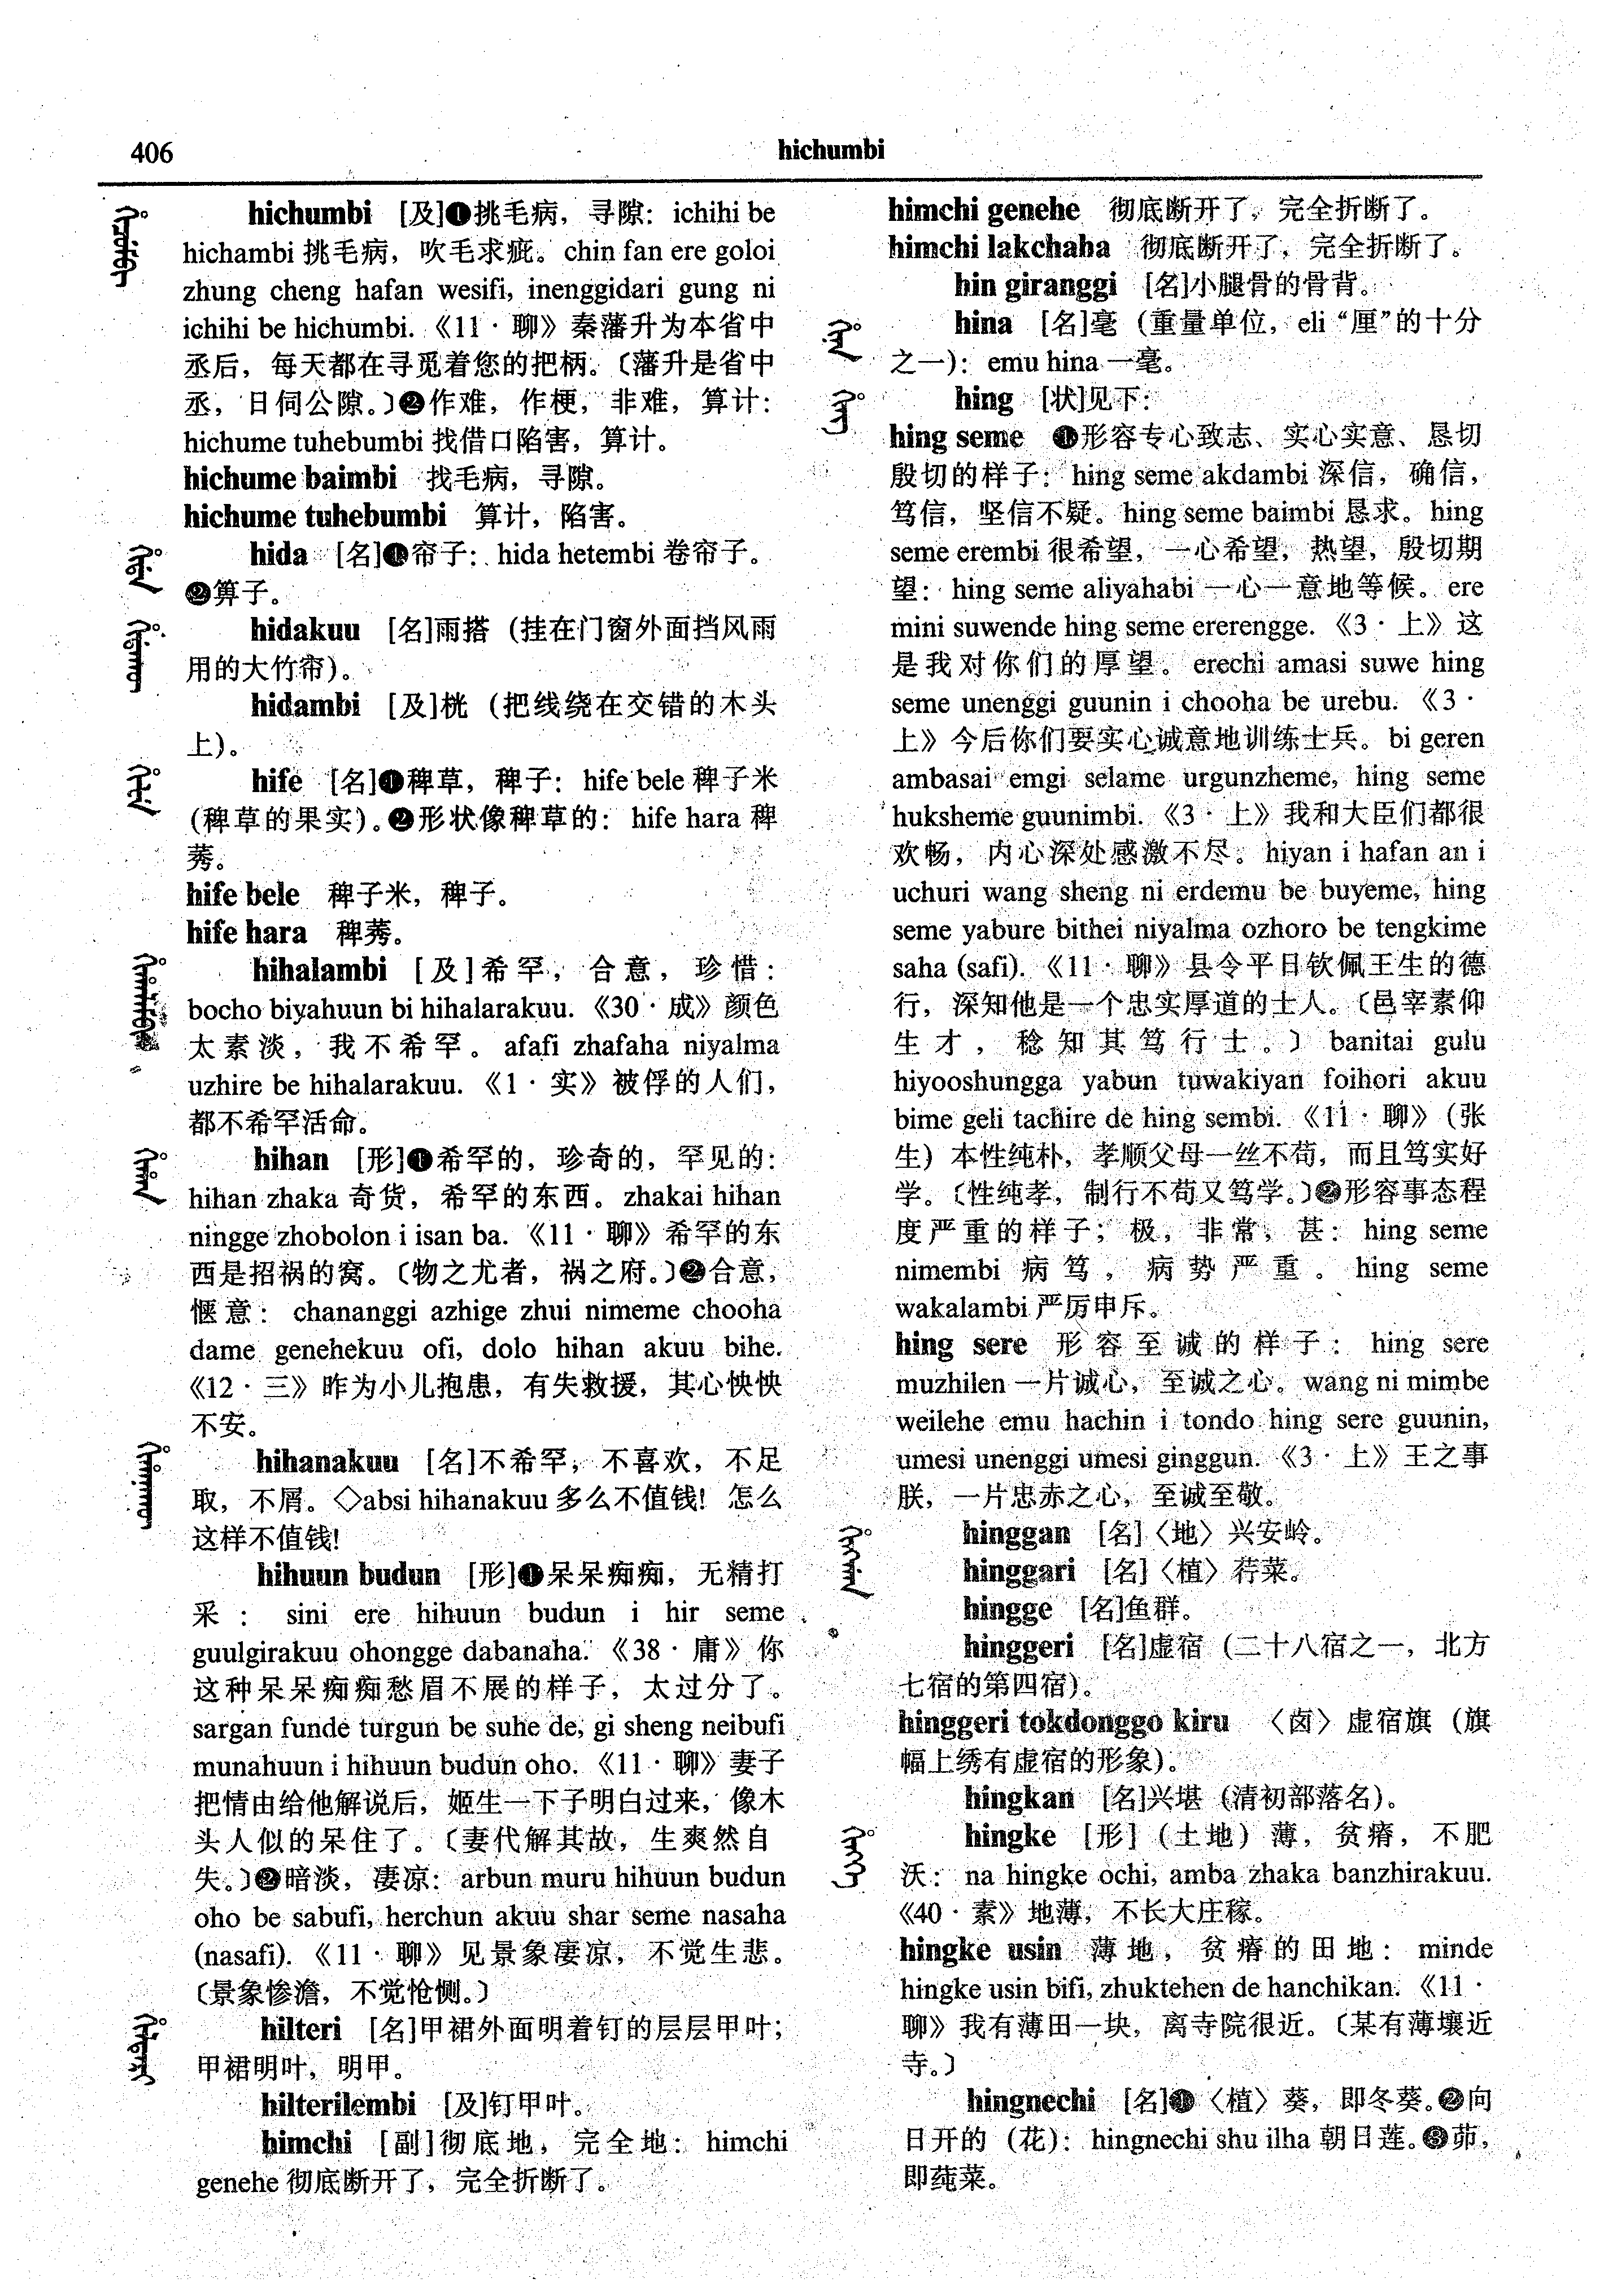 406
hichumbi
hichumbi [及]❶挑毛病，寻隙：ichihi be
hichambi 挑毛病，吹毛求疵。chin fan ere goloi
zhung cheng hafan wesifi, inenggidari gung ni
ichihi be hichumbi.《11·聊》秦藩升为本省中
丞后，每天都在寻觅着您的把柄。〔藩升是省中
丞，日伺公隙。〕❷作难，作梗，非难，算计：
hichume tuhebumbi 找借口陷害，算计。
hichume baimbi 找毛病，寻隙。
hichume tuhebumbi 算计，陷害。
hida [名]❶帘子：hida hetembi 卷帘子。
❷箅子。
hidakuu [名]雨搭（挂在门窗外面挡风雨
用的大竹帘）。
hidambi [及]桄（把线绕在交错的木头
上）。
hife [名]❶稗草，稗子：hife bele 稗子米
(稗草的果实)。❷形状像稗草的：hife hara 稗
莠。
hife bele 稗子米，稗子。
hife hara 稗莠。
hihalambi [及]希罕，合意，珍惜：
bocho biyahuun bi hihalarakuu.《30·成》颜色
太素淡，我不希罕。afafi zhafaha niyalma
uzhire be hihalarakuu.《1·实》被俘的人们，
都不希罕活命。
hihan [形]❶希罕的，珍奇的，罕见的：
hihan zhaka 奇货，希罕的东西。zhakai hihan
ningge zhobolon i isan ba.《11·聊》希罕的东
西是招祸的窝。〔物之尤者，祸之府。〕❷合意，
惬意：chananggi azhige zhui nimeme chooha
dame genehekuu ofi, dolo hihan akuu bihe.
《12·三》昨为小儿抱患，有失救援，其心怏怏
不安。
hihanakuu [名]不希罕，不喜欢，不足
取，不屑。◇absi hihanakuu 多么不值钱！怎么
这样不值钱！
hihuun budun [形]❶呆呆痴痴，无精打
采：sini ere hihuun budun i hir seme
guulgirakuu ohongge dabanaha.《38·庸》你
这种呆呆痴痴愁眉不展的样子，太过分了。
sargan funde turgun be suhe de, gi sheng neibufi
munahuun i hihuun budun oho.《11·聊》妻子
把情由给他解说后，姬生一下子明白过来，像木
头人似的呆住了。〔妻代解其故，生爽然自
失。〕❷暗淡，凄凉：arbun muru hihuun budun
oho be sabufi, herchun akuu shar seme nasaha
(nasafi).《11·聊》见景象凄凉，不觉生悲。
〔景象惨澹，不觉怆恻。〕
hilteri [名]甲裙外面明着钉的层层甲叶；
甲裙明叶，明甲。
hilterilembi [及]钉甲叶。
himchi [副]彻底地，完全地：himchi
genehe 彻底断开了，完全折断了。
himchi genehe 彻底断开了，完全折断了。
himchi lakchaha 彻底断开了，完全折断了。
hin giranggi [名]小腿骨的骨背。
hina [名]毫（重量单位，eli “厘”的十分
之一）：emu hina 一毫。
hing [状]见下：
hing seme ❶形容专心致志、实心实意、恳切
殷切的样子：hing seme akdambi 深信，确信，
笃信，坚信不疑。hing seme baimbi 恳求。hing
seme erembi 很希望，一心希望，热望，殷切期
望：hing seme aliyahabi 一心一意地等候。ere
mini suwende hing seme ererengge.《3·上》这
是我对你们的厚望。erechi amasi suwe hing
seme unenggi guunin i chooha be urebu.《3·
上》今后你们要实心诚意地训练士兵。bi geren
ambasai emgi selame urgunzheme, hing seme
huksheme guunimbi.《3·上》我和大臣们都很
欢畅，内心深处感激不尽。hiyan i hafan an i
uchuri wang sheng ni erdemu be buyeme, hing
seme yabure bithei niyalma ozhoro be tengkime
saha (safi).《11·聊》县令平日钦佩王生的德
行，深知他是一个忠实厚道的士人。〔邑宰素仰
生才，稔知其笃行士。〕banitai gulu
hiyooshungga yabun tuwakiyan foihori akuu
bime geli tachire de hing sembi.《11·聊》（张
生）本性纯朴，孝顺父母一丝不苟，而且笃实好
学。〔性纯孝，制行不苟又笃学。〕❷形容事态程
度严重的样子；极，非常，甚：hing seme
nimembi 病笃，病势严重。hing seme
wakalambi 严厉申斥。
hing sere 形容至诚的样子：hing sere
muzhilen 一片诚心，至诚之心。wang ni mimbe
weilehe emu hachin i tondo hing sere guunin,
umesi unenggi umesi ginggun.《3·上》王之事
朕，一片忠赤之心，至诚至敬。
hinggan [名]〈地〉兴安岭。
hinggari [名]〈植〉荇菜。
hingge [名]鱼群。
hinggeri [名]虚宿（二十八宿之一，北方
七宿的第四宿）。
hinggeri tokdonggo kiru 〈卤〉虚宿旗（旗
幅上绣有虚宿的形象）。
hingkan [名]兴堪（清初部落名）。
hingke [形]（土地）薄，贫瘠，不肥
沃：na hingke ochi, amba zhaka banzhirakuu.
《40·素》地薄，不长大庄稼。
hingke usin 薄地，贫瘠的田地：minde
hingke usin bifi, zhuktehen de hanchikan.《11·
聊》我有薄田一块，离寺院很近。〔某有薄壤近
寺。〕
hingnechi [名]❶〈植〉葵，即冬葵。❷向
日开的（花）：hingnechi shu ilha 朝日莲。❸茆，
即莼菜。